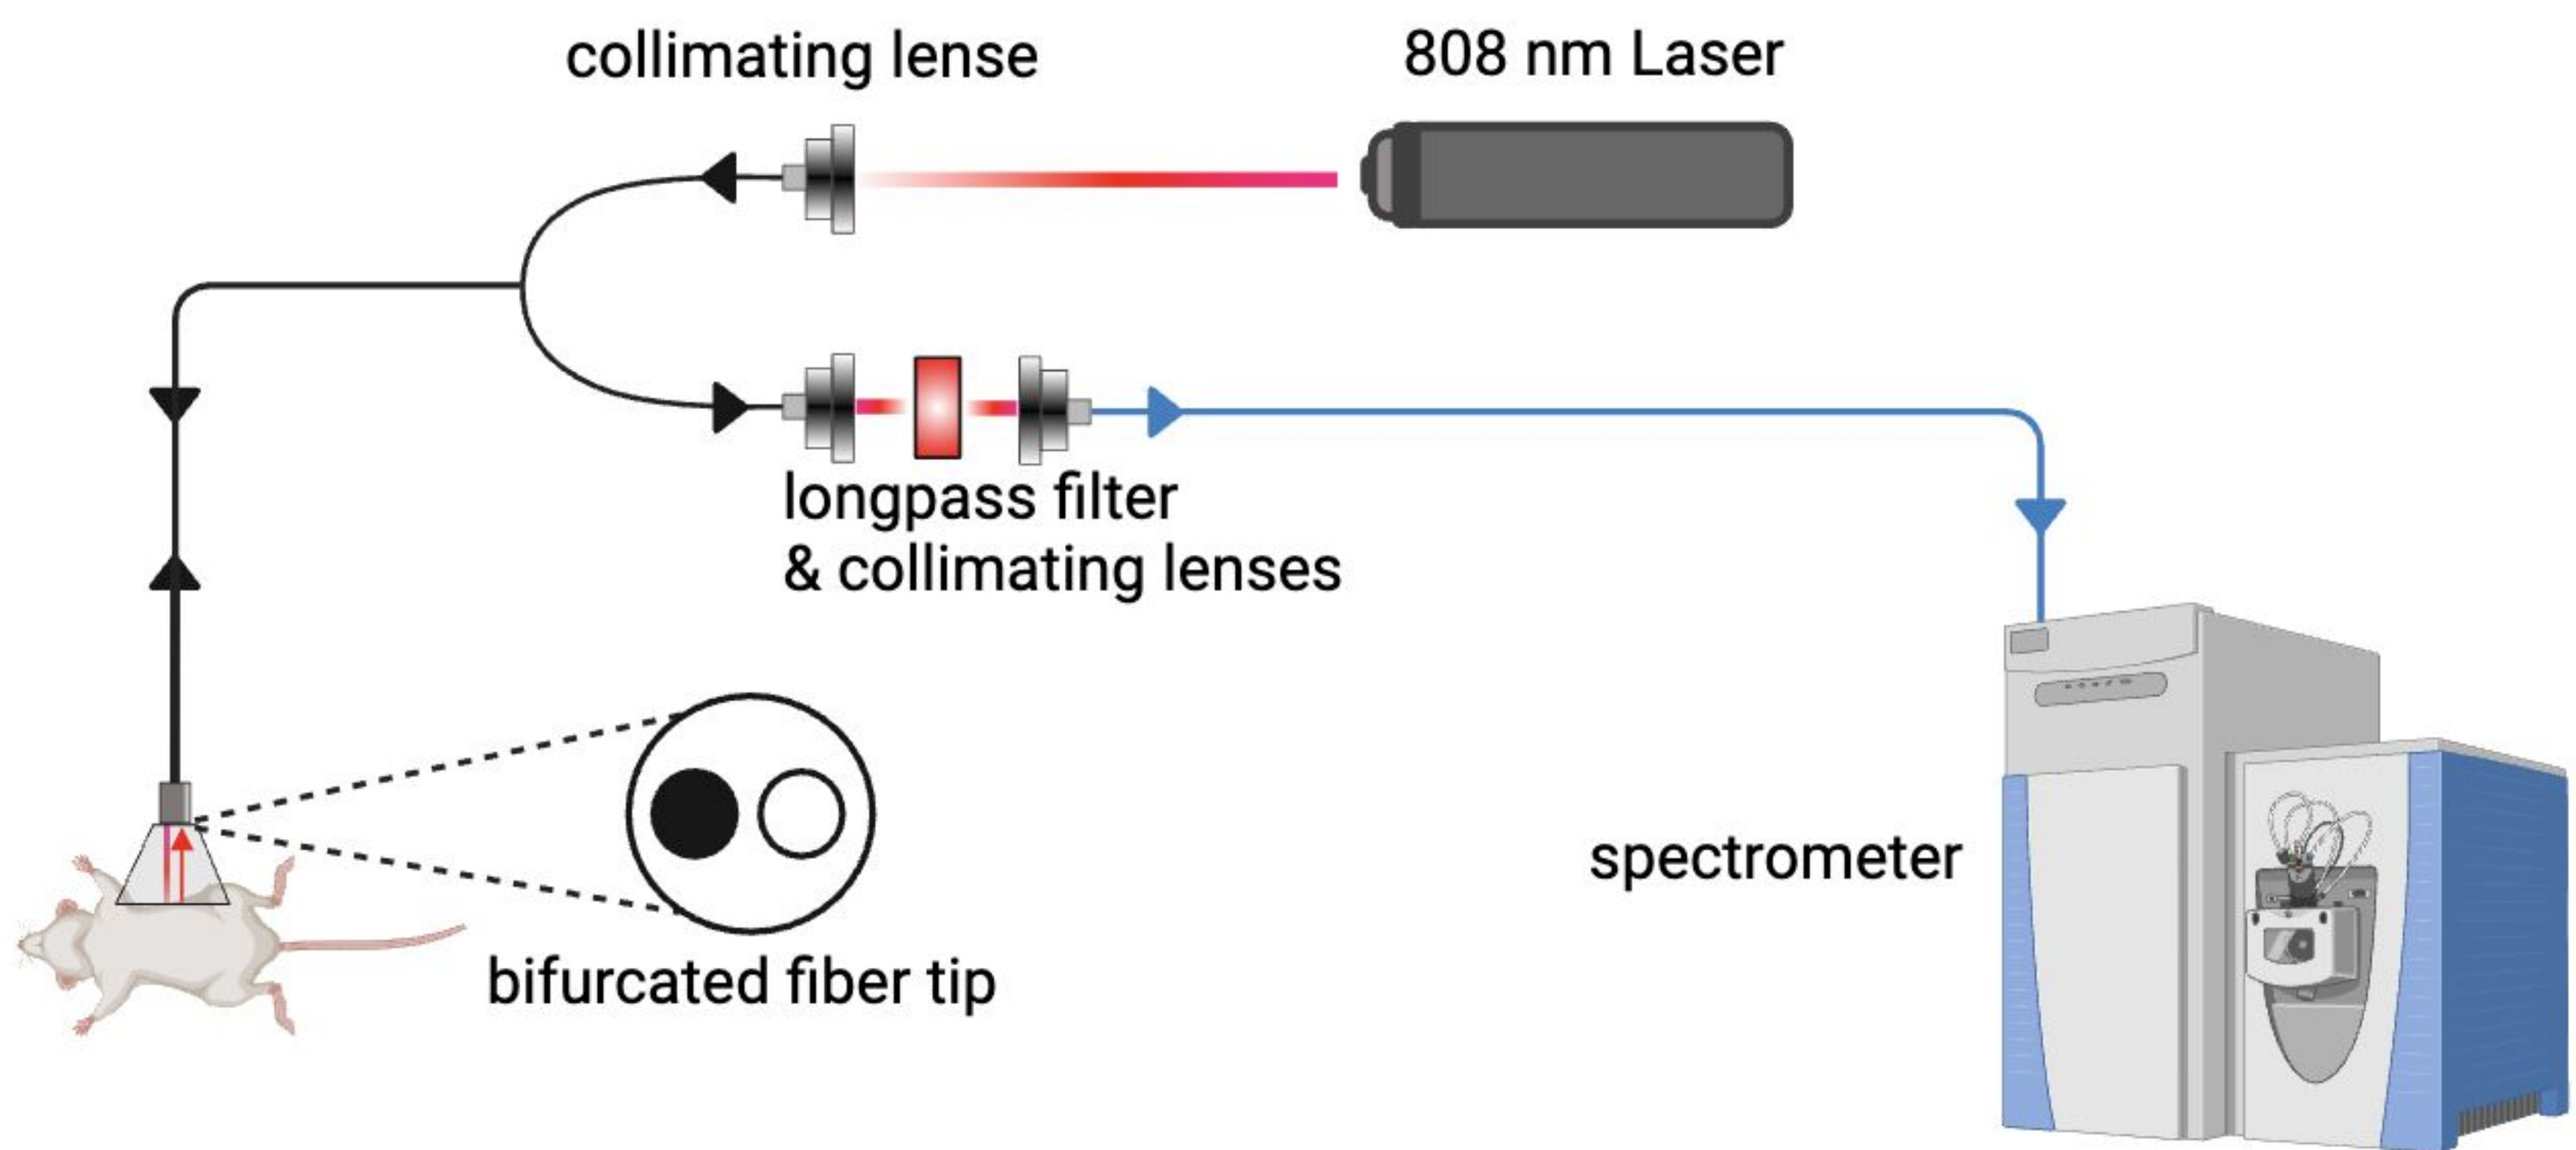 collimating lense
808 nm Laser
longpass filter
& collimating lenses
spectrometer
bifurcated fiber tip